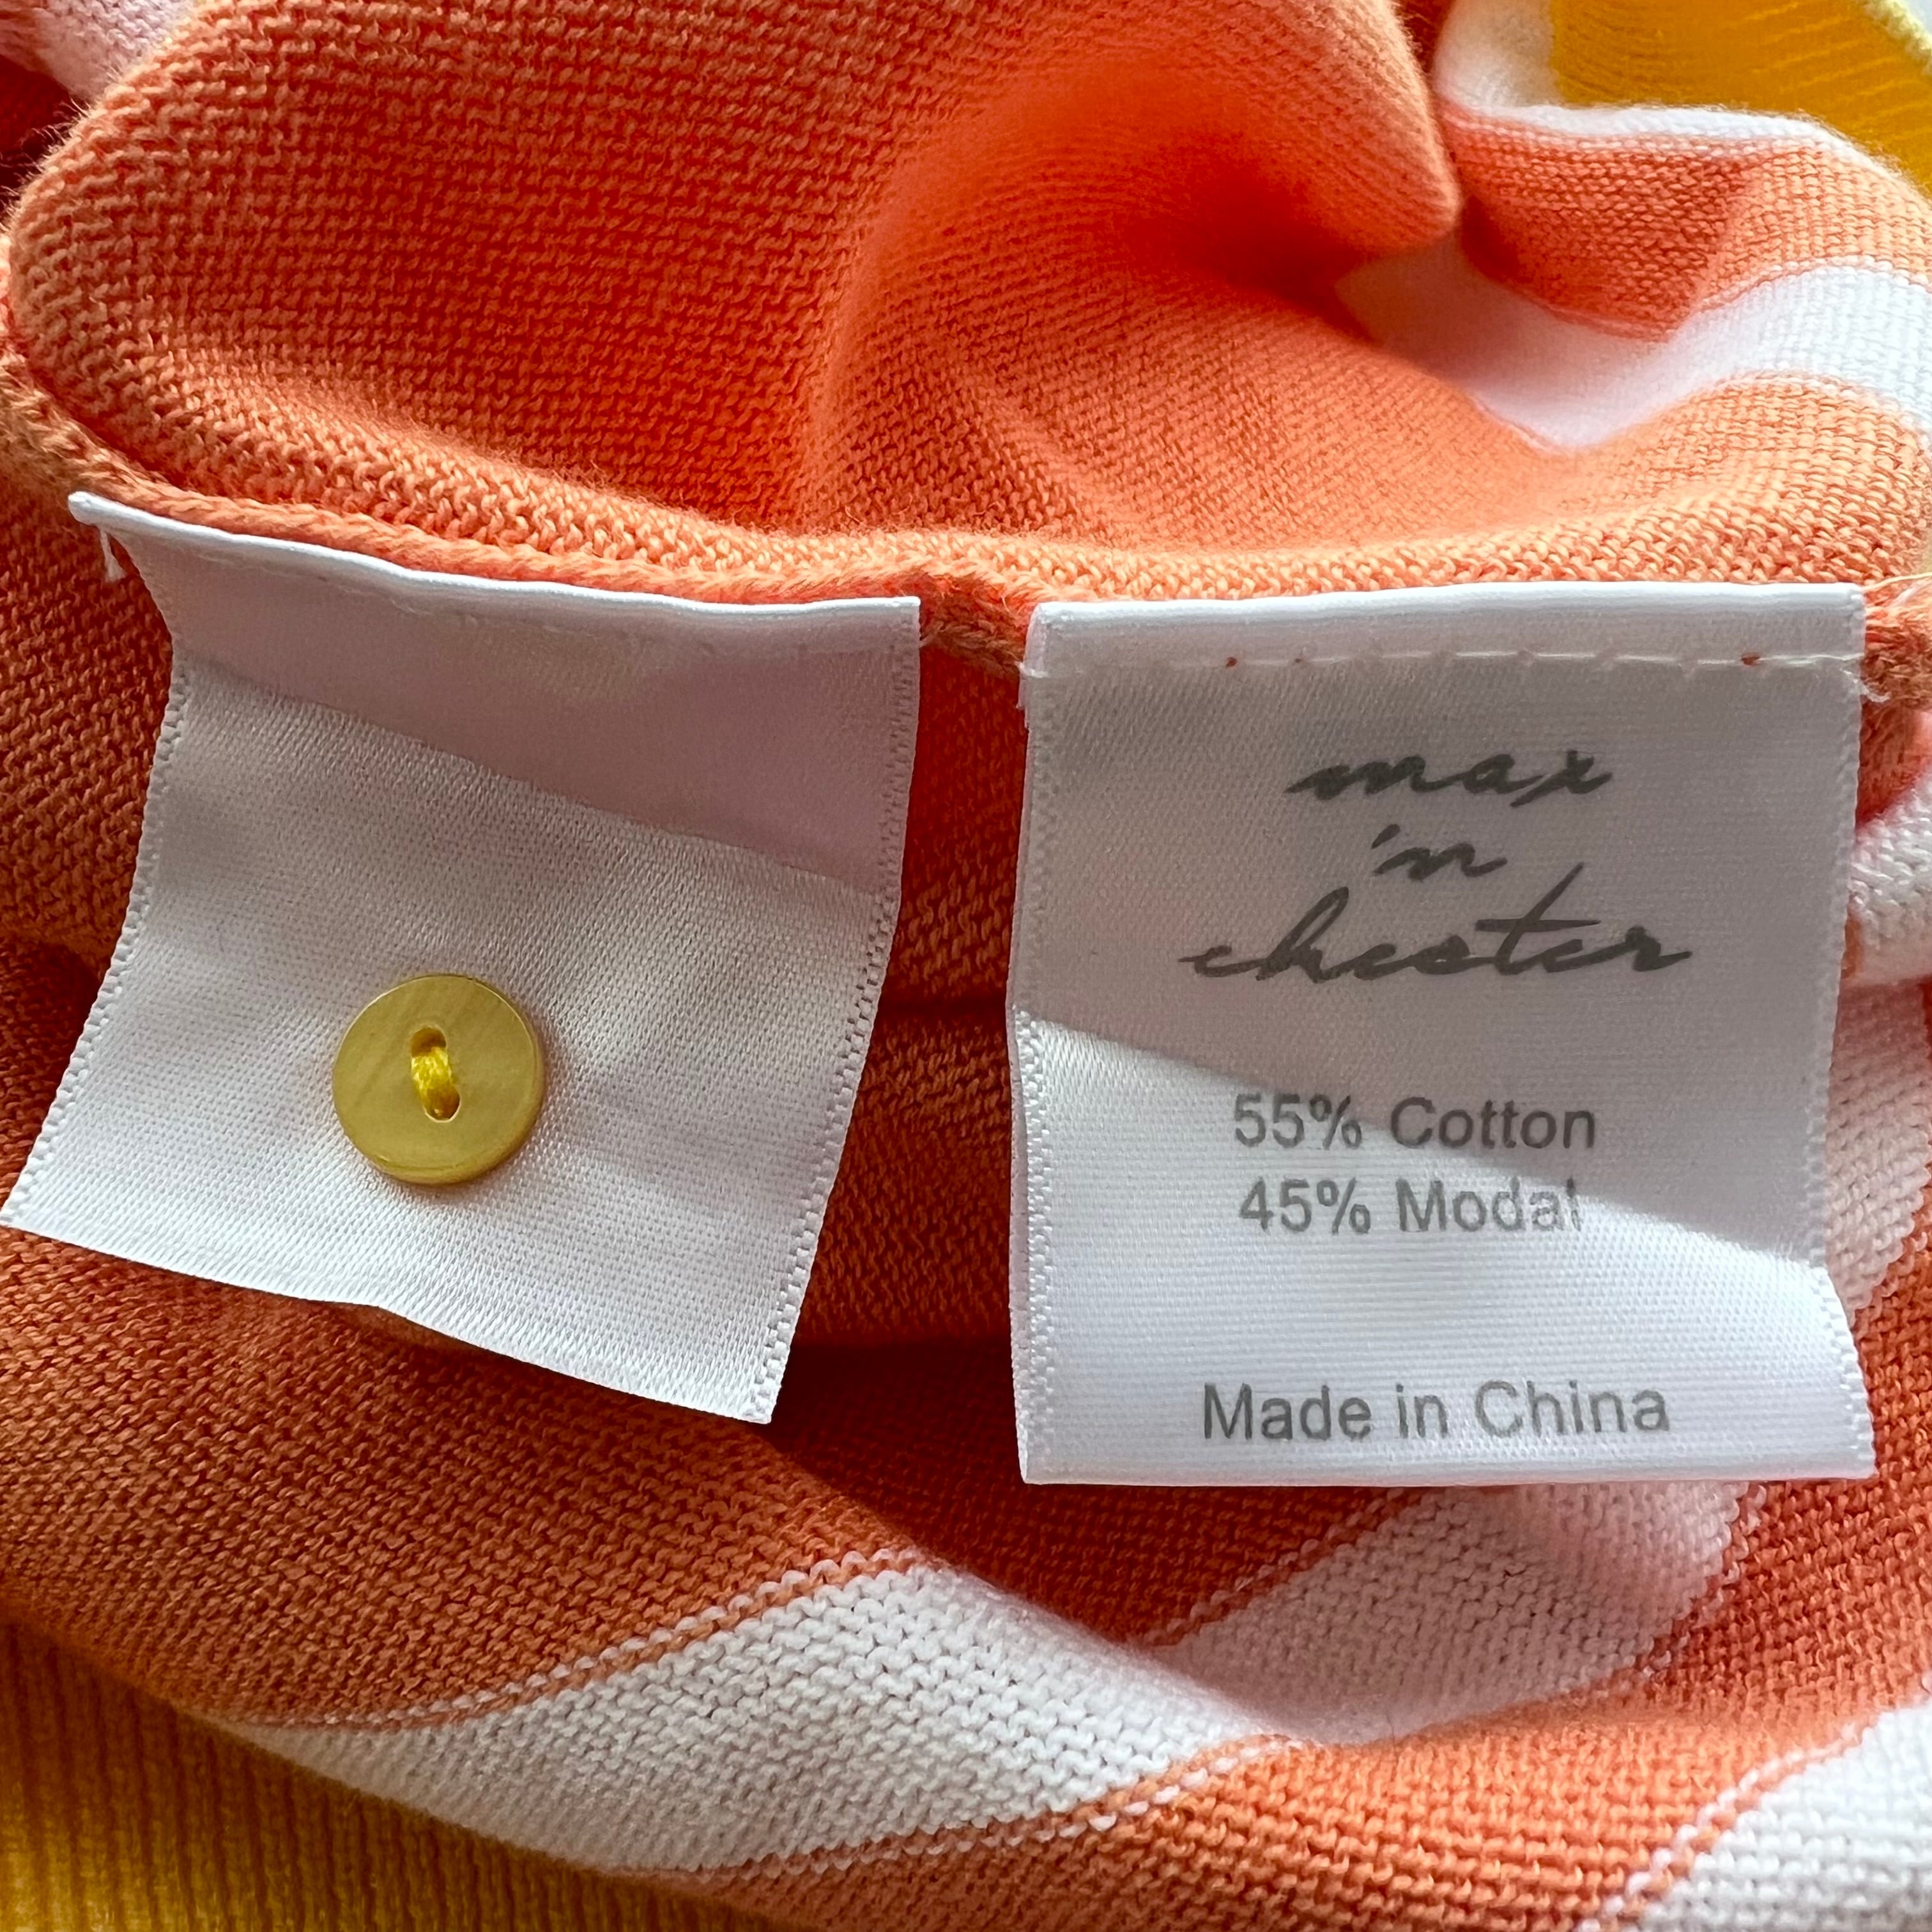 max
'n
chester
55% Cotton
45% Modal
Made in China